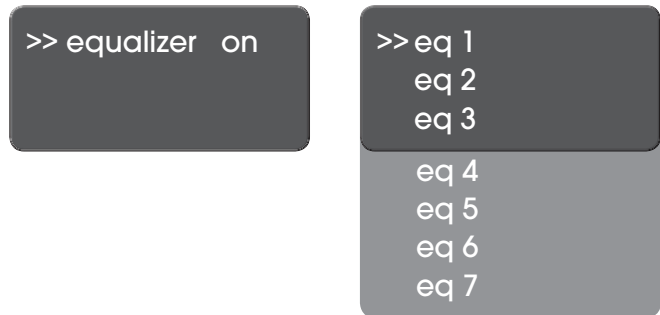 >> equalizer on
>> eq 1
eq 2
eq 3
eq 4
eq 5
eq 6
eq 7